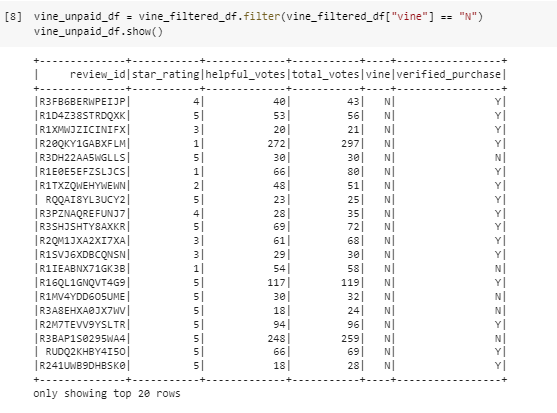 [8] vine_unpaid_df = vine_filtered_df.filter(vine_filtered_df["vine"] == "N")
vine_unpaid_df.show()
+--------------+-----------+-------------+-----------+----+-----------------+
|     review_id|star_rating|helpful_votes|total_votes|vine|verified_purchase|
+--------------+-----------+-------------+-----------+----+-----------------+
|R3FB6BERWPEIJP|          4|           40|         43|   N|                Y|
|R1D4Z38STRDQXK|          5|           53|         56|   N|                Y|
|R1XMWJZICINIFX|          3|           20|         21|   N|                Y|
|R20QKY1GABXFLM|          1|          272|        297|   N|                Y|
|R3DH22AA5WGLLS|          5|           30|         30|   N|                N|
|R1E0E5EFZSLJCS|          1|           66|         80|   N|                Y|
|R1TXZQWEHYWEWN|          2|           48|         51|   N|                Y|
| RQQAI8YL3UCY2|          5|           23|         25|   N|                Y|
|R3PZNAQREFUNJ7|          4|           28|         35|   N|                Y|
|R3SHJSHTY8AXKR|          5|           69|         72|   N|                Y|
|R2QM1JXA2XI7XA|          3|           61|         68|   N|                Y|
|R1SVJ6XDBCQNSN|          3|           29|         30|   N|                Y|
|R1IEABNX71GK3B|          1|           54|         58|   N|                N|
|R16QL1GNQVT4G9|          5|          117|        119|   N|                Y|
|R1MV4YDD6O5UME|          5|           30|         32|   N|                N|
|R3A8EHXA0JX7WV|          5|           18|         24|   N|                N|
|R2M7TEVV9YSLTR|          5|           94|         96|   N|                Y|
|R3BAP1S0295WA4|          5|          248|        259|   N|                N|
| RUDQ2KHBY4I5O|          5|           66|         69|   N|                Y|
|R241UWB9DHBSK0|          5|           18|         28|   N|                Y|
+--------------+-----------+-------------+-----------+----+-----------------+
only showing top 20 rows